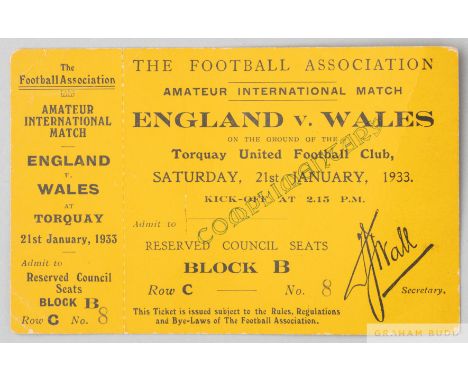 The
Football Association
AMATEUR
INTERNATIONAL
MATCH
ENGLAND
v.
WALES
AT
TORQUAY
21st January, 1933
Reserved Council
Seats
BLOCK B
Row C No. 8
THE FOOTBALL ASSOCIATION
AMATEUR INTERNATIONAL MATCH
ENGLAND v. WALES
ON THE GROUND OF THE
Torquay United Football Club,
SATURDAY, 21st JANUARY, 1933.
KICK-OFF AT 2.15 P.M.
COMPLIMENTARY
Admit to
RESERVED COUNCIL SEATS
BLOCK B
Row C No. 8
FJWall
Secretary.
This Ticket is issued subject to the Rules, Regulations
and Bye-Laws of The Football Association.
GRAHAM BUDD